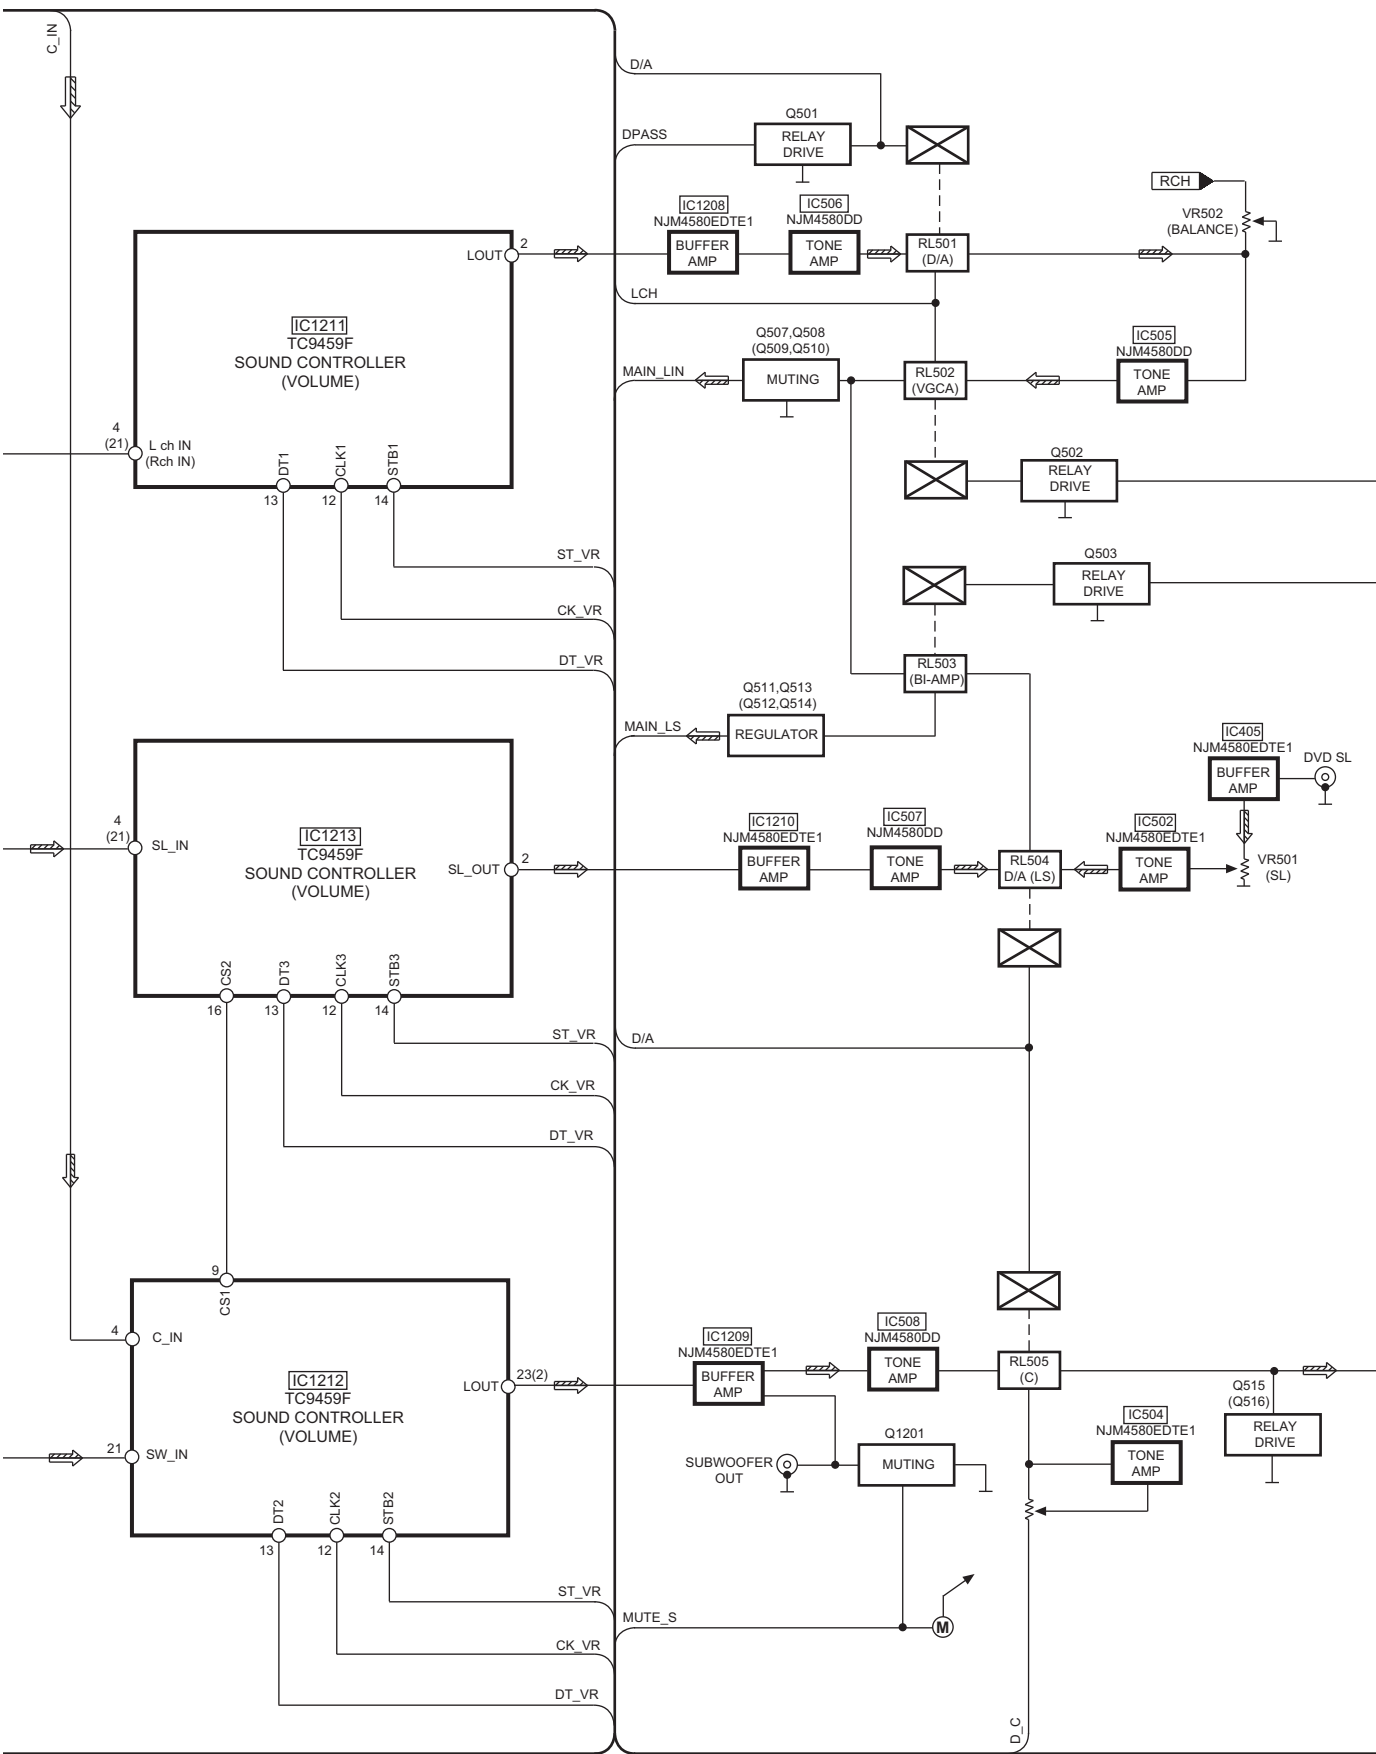 C_IN
D/A
DPASS
Q501
RELAY
DRIVE
RCH
VR502
(BALANCE)
IC1208
NJM4580EDTE1
BUFFER
AMP
IC506
NJM4580DD
TONE
AMP
RL501
(D/A)
LOUT
2
LCH
IC1211
TC9459F
SOUND CONTROLLER
(VOLUME)
Q507,Q508
(Q509,Q510)
MUTING
MAIN_LIN
RL502
(VGCA)
IC505
NJM4580DD
TONE
AMP
4
(21)
L ch IN
(Rch IN)
DT1
CLK1
STB1
13
12
14
Q502
RELAY
DRIVE
ST_VR
CK_VR
DT_VR
Q503
RELAY
DRIVE
RL503
(BI-AMP)
Q511,Q513
(Q512,Q514)
REGULATOR
MAIN_LS
IC405
NJM4580EDTE1
BUFFER
AMP
DVD SL
4
(21)
SL_IN
IC1213
TC9459F
SOUND CONTROLLER
(VOLUME)
SL_OUT
2
IC1210
NJM4580EDTE1
BUFFER
AMP
IC507
NJM4580DD
TONE
AMP
RL504
D/A (LS)
IC502
NJM4580EDTE1
TONE
AMP
VR501
(SL)
CS2
DT3
CLK3
STB3
16
13
12
14
ST_VR
D/A
CK_VR
DT_VR
9
CS1
4
C_IN
IC1212
TC9459F
SOUND CONTROLLER
(VOLUME)
LOUT
23(2)
IC1209
NJM4580EDTE1
BUFFER
AMP
IC508
NJM4580DD
TONE
AMP
RL505
(C)
Q515
(Q516)
RELAY
DRIVE
IC504
NJM4580EDTE1
TONE
AMP
21
SW_IN
SUBWOOFER
OUT
Q1201
MUTING
DT2
CLK2
STB2
13
12
14
ST_VR
MUTE_S
M
CK_VR
DT_VR
D_C